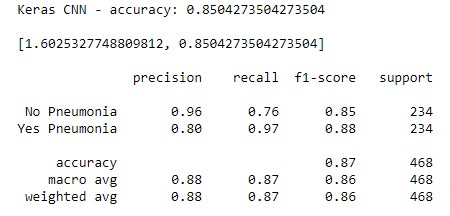 Keras CNN - accuracy: 0.8504273504273504
[1.6025327748809812, 0.8504273504273504]
precision recall f1-score support
No Pneumonia 0.96 0.76 0.85 234
Yes Pneumonia 0.80 0.97 0.88 234
accuracy 0.87 468
macro avg 0.88 0.87 0.86 468
weighted avg 0.88 0.87 0.86 468